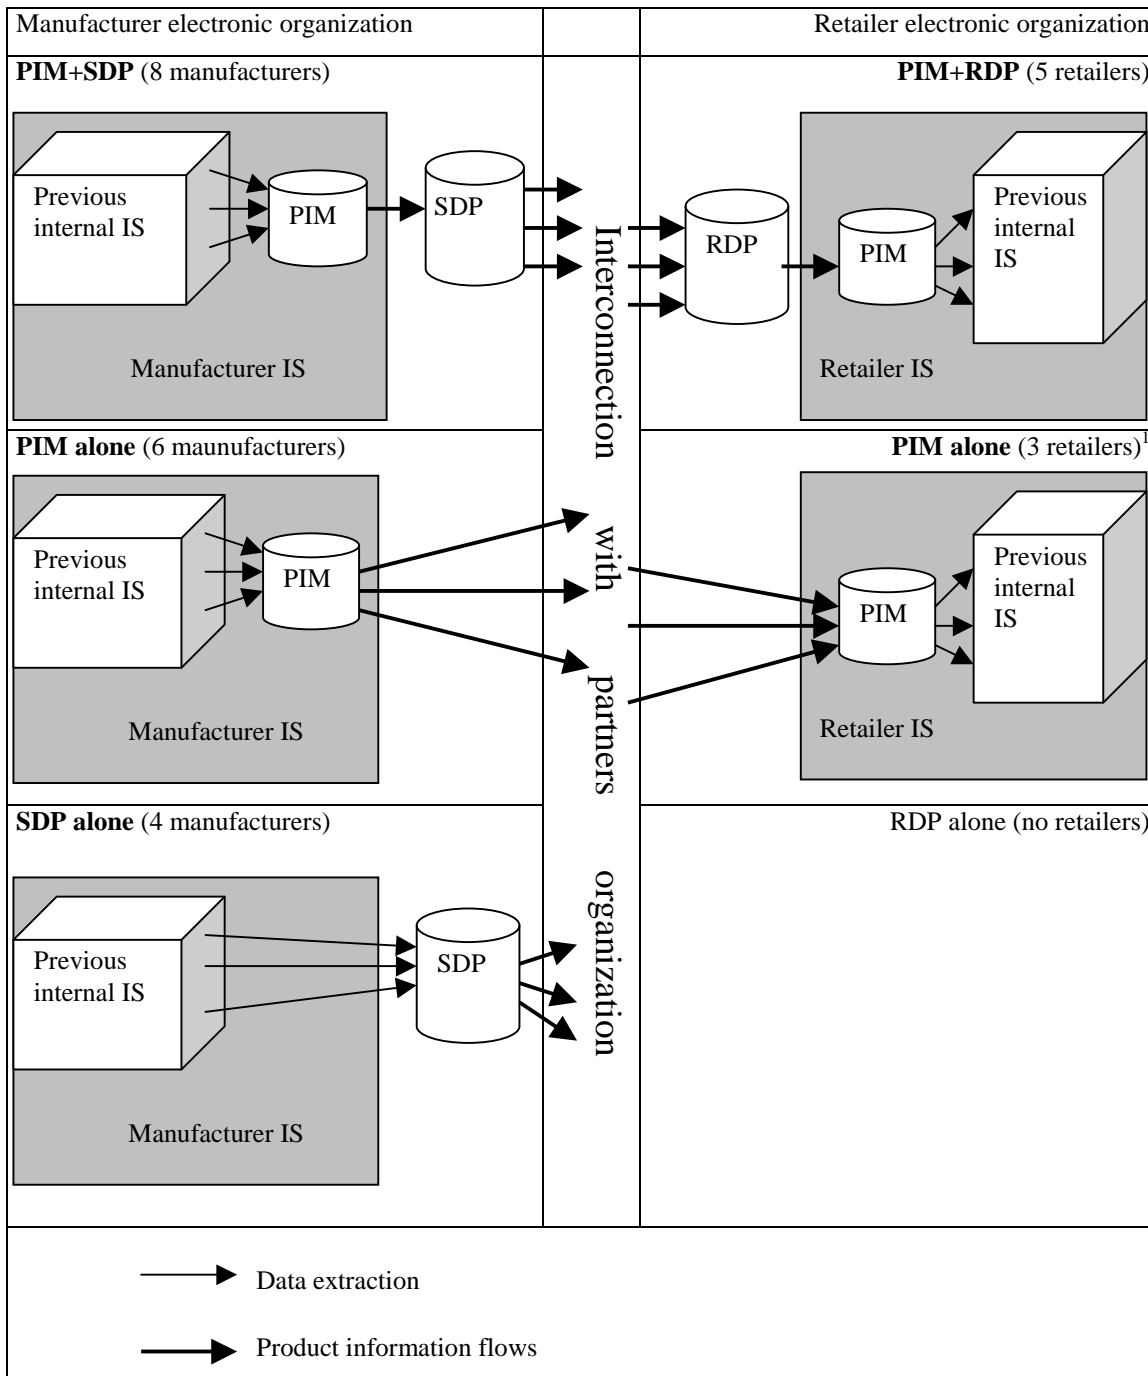 Manufacturer electronic organization
Retailer electronic organization
PIM+SDP (8 manufacturers)
PIM+RDP (5 retailers)
Previous
internal IS
PIM
SDP
Manufacturer IS
RDP
PIM
Previous
internal
IS
Retailer IS
Interconnection with partners organization
PIM alone (6 maunufacturers)
PIM alone (3 retailers)1
Previous
internal IS
PIM
Manufacturer IS
PIM
Previous
internal
IS
Retailer IS
SDP alone (4 manufacturers)
RDP alone (no retailers)
Previous
internal IS
SDP
Manufacturer IS
Data extraction
Product information flows